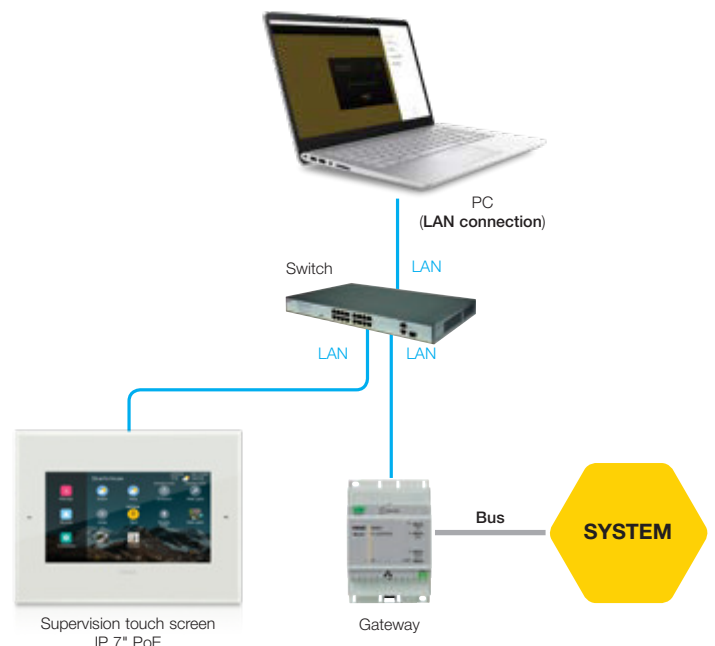 PC
(LAN connection)
Switch
LAN
LAN
LAN
Bus
SYSTEM
Supervision touch screen
IP 7" PoE
Gateway